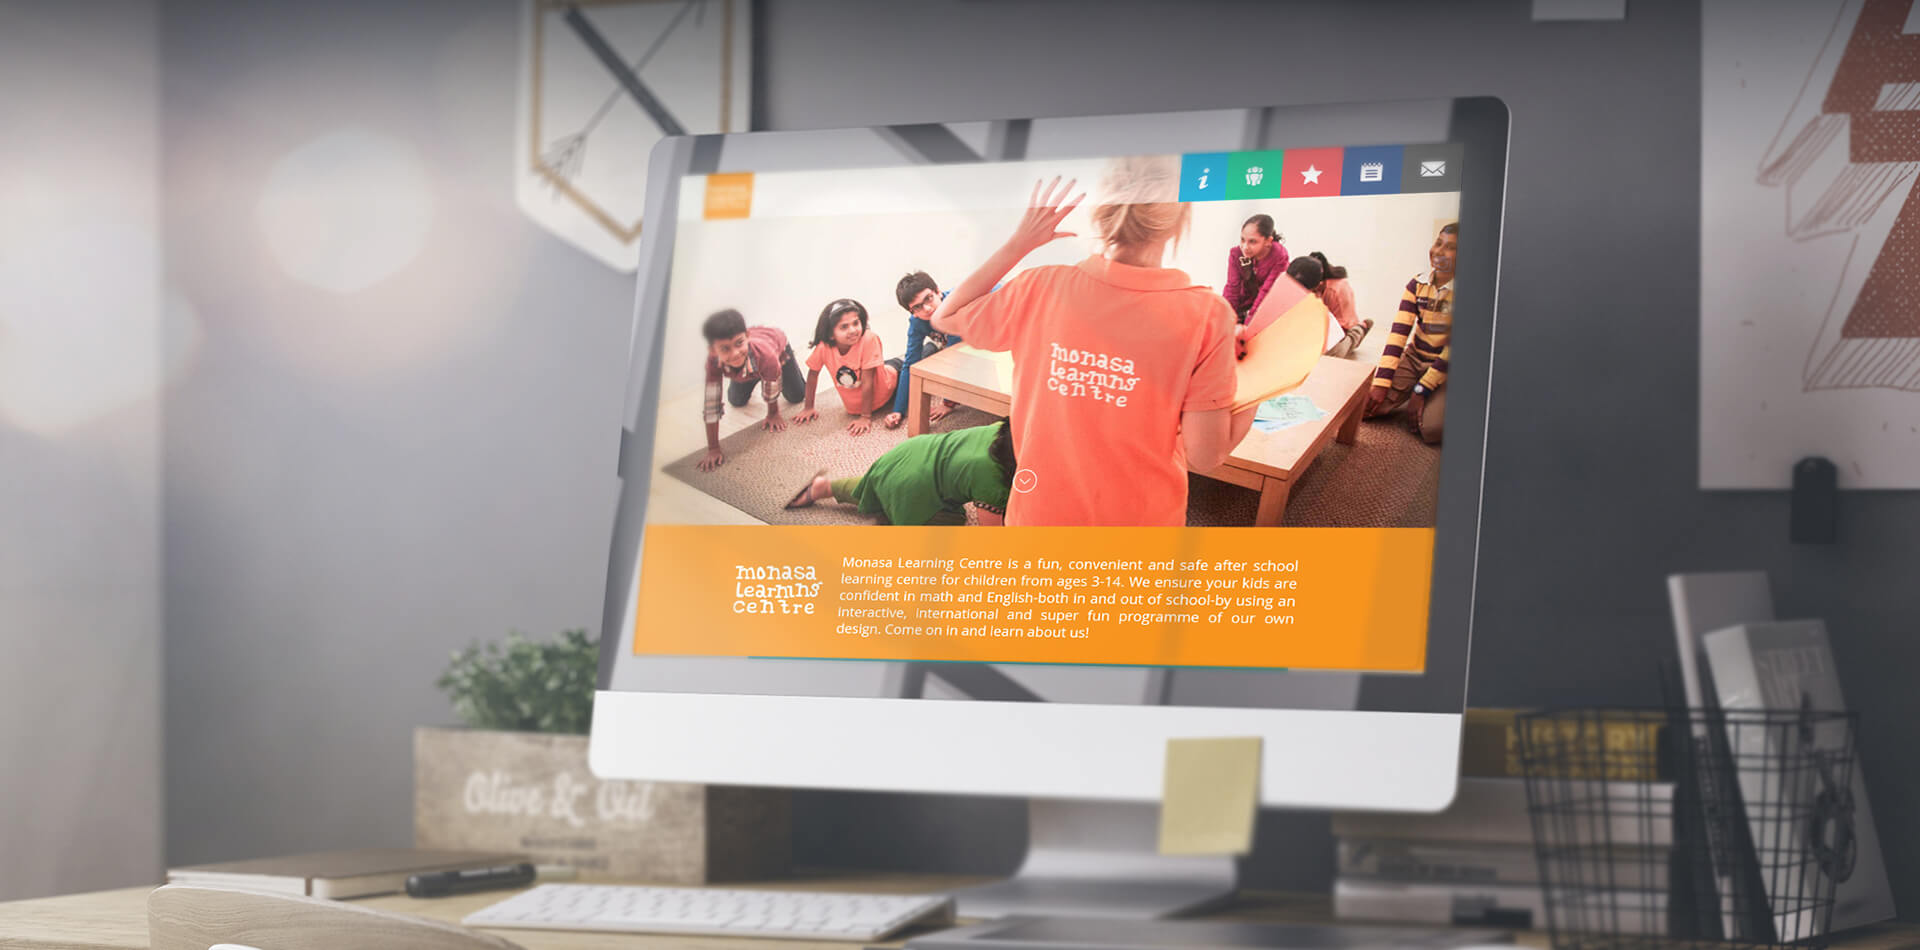 monasa
learning
centre
monasa
learning
centre
Monasa Learning Centre is a fun, convenient and safe after school
learning centre for children from ages 3-14. We ensure your kids are
confident in math and English-both in and out of school-by using an
interactive, international and super fun programme of our own
design. Come on in and learn about us!
Olive & Oil
STREET
HISTORY